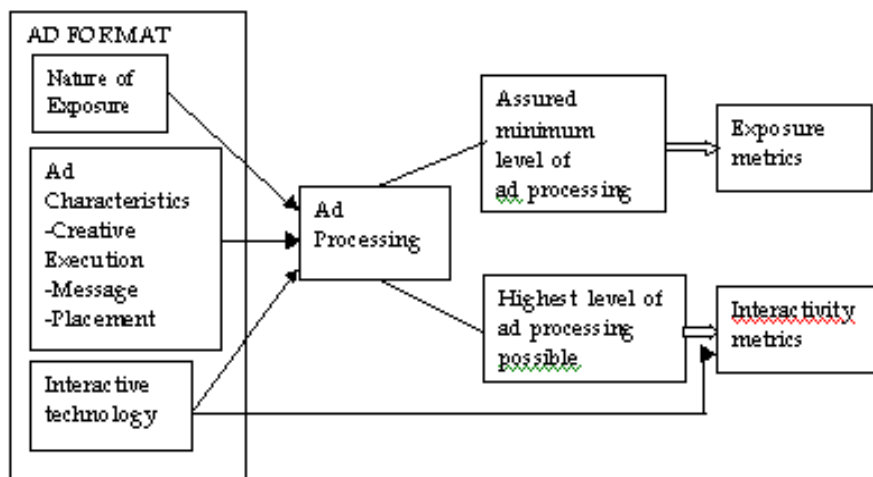 AD FORMAT
Nature of
Exposure
Ad
Characteristics
-Creative
Execution
-Message
-Placement
Interactive
technology
Ad
Processing
Assured
minimum
level of
ad processing
Highest level of
ad processing
possible
Exposure
metrics
Interactivity
metrics